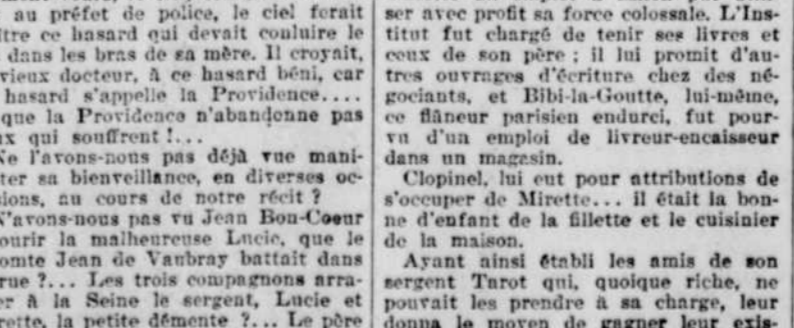 au préfet de police, le ciel ferait
ître ce hasard qui devait conluire le
dans les bras de sa mère. Il croyait,
rieux docteur, à ce hasard béni, car
hasard s'appelle la Providence....
que la Providence n'abandonne pas
ux qui souffrent !...
Ne l'avons-nous pas déjà vue mani-
ter sa bienveillance, en diverses oc-
sions, au cours de notre récit ?
N'avons-nous pas vu Jean Bon-Coeur
ourir la malheureuse Lucie, que le
omte Jean de Vaubray battait dans
rue ?... Les trois compagnons arra-
er à la Seine le sergent, Lucie et
rette, la petite démente ?... Le père
ser avec profit sa force colossale. L'Ins-
titut fut chargé de tenir ses livres et
ceux de son père ; il lui promit d'au-
tres ouvrages d'écriture chez des né-
gociants, et Bibi-la-Goutte, lui-même,
ce flâneur parisien endurci, fut pour-
vu d'un emploi de livreur-encaisseur
dans un magasin.
Clopinel, lui eut pour attributions de
s'occuper de Mirette... il était la bon-
ne d'enfant de la fillette et le cuisinier
de la maison.
Ayant ainsi établi les amis de son
sergent Tarot qui, quoique riche, ne
pouvait les prendre à sa charge, leur
donna le moyen de gagner leur exis-